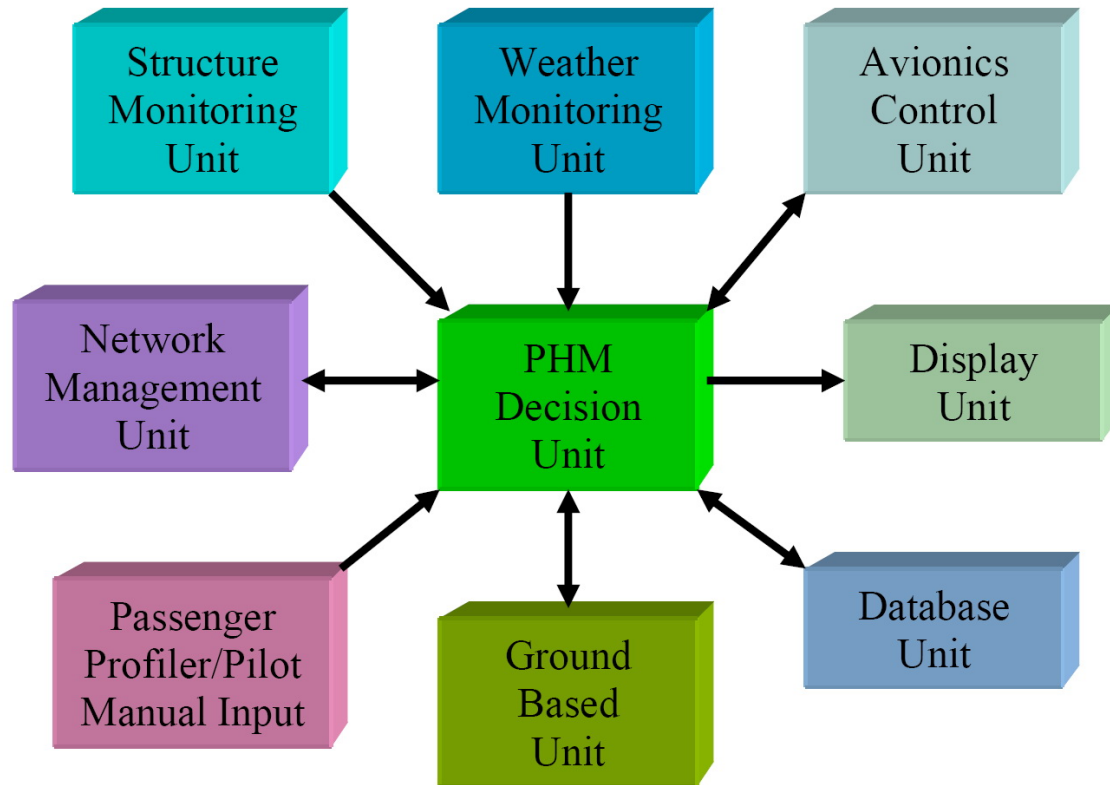 Structure
Monitoring
Unit
Weather
Monitoring
Unit
Avionics
Control
Unit
Network
Management
Unit
PHM
Decision
Unit
Display
Unit
Passenger
Profiler/Pilot
Manual Input
Ground
Based
Unit
Database
Unit